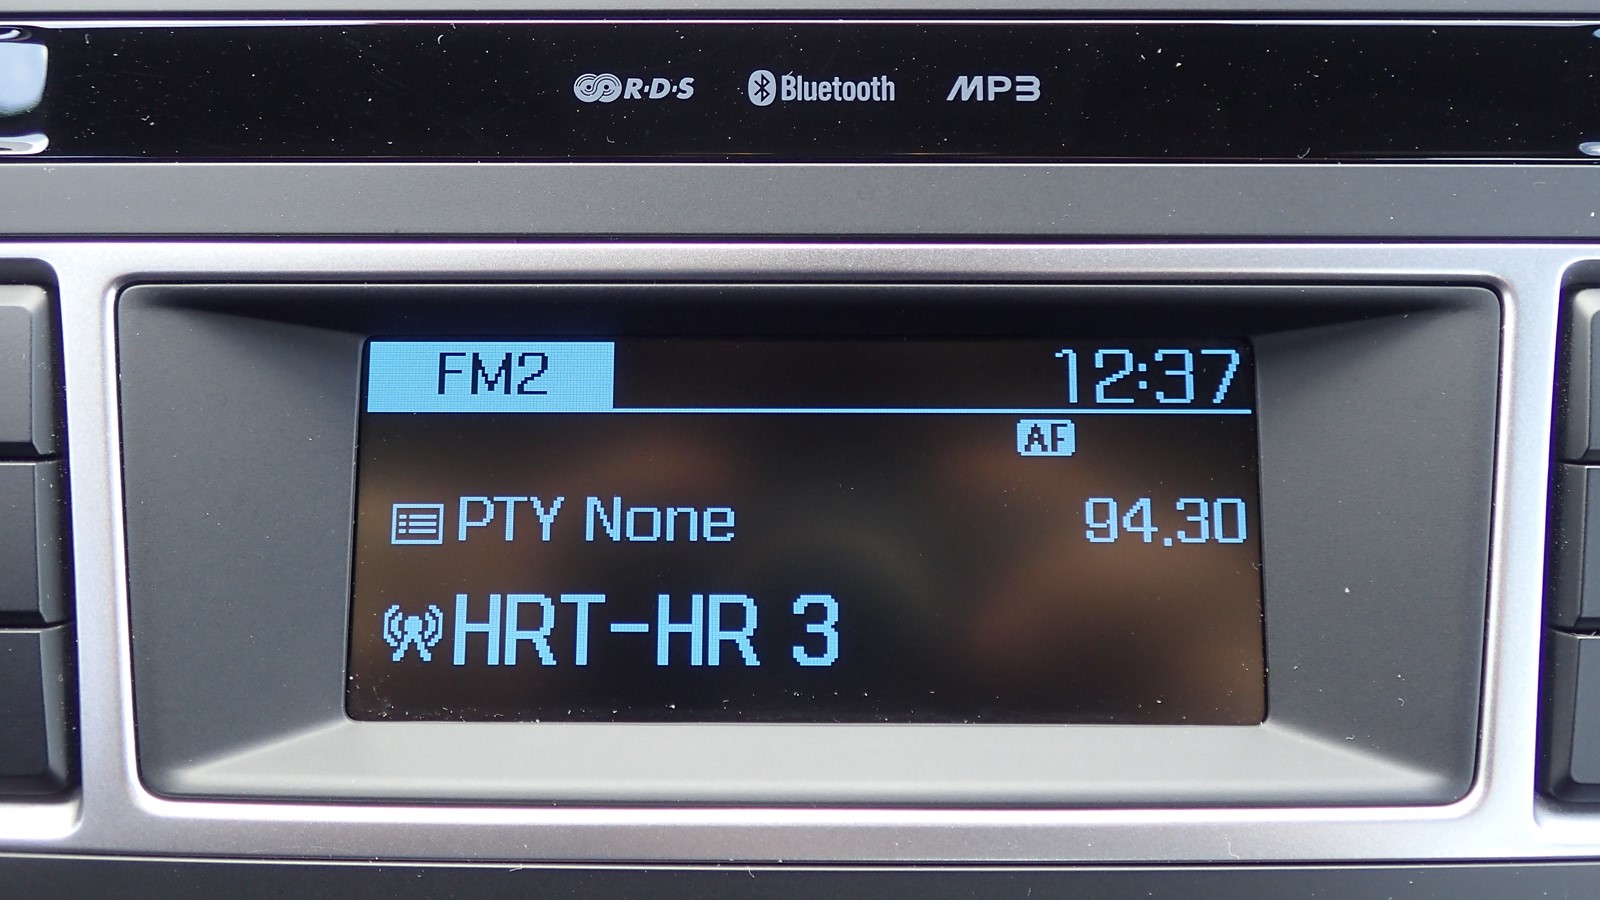 R·D·S Bluetooth MP3
FM2 12:37
AF
PTY None 94.30
HRT-HR 3